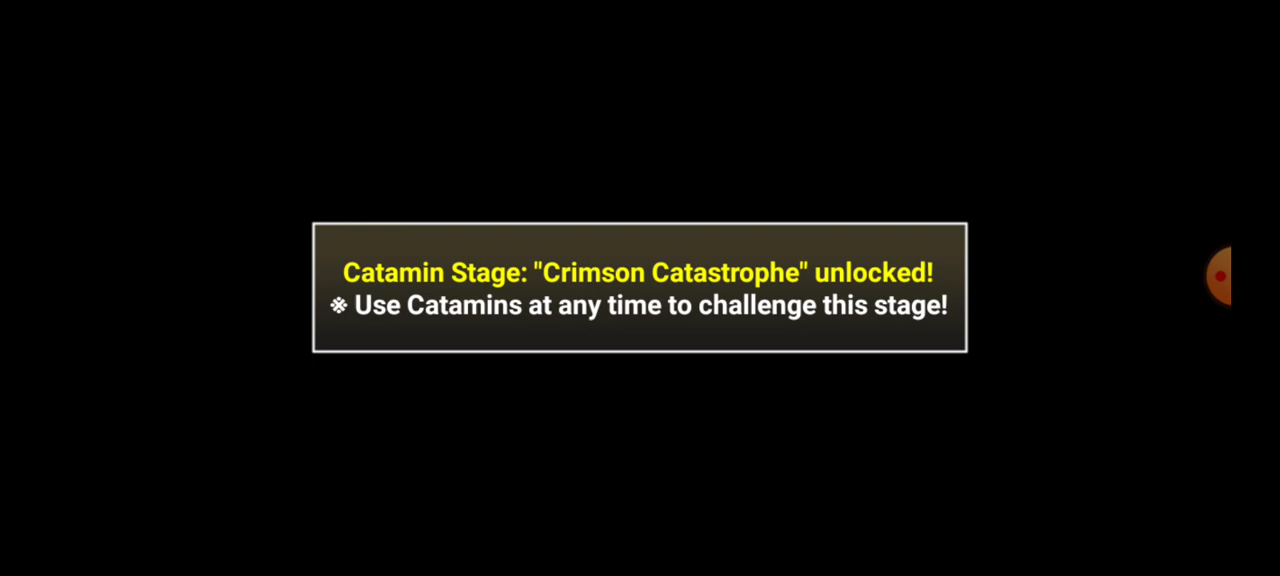 Catamin Stage: "Crimson Catastrophe" unlocked!
※ Use Catamins at any time to challenge this stage!